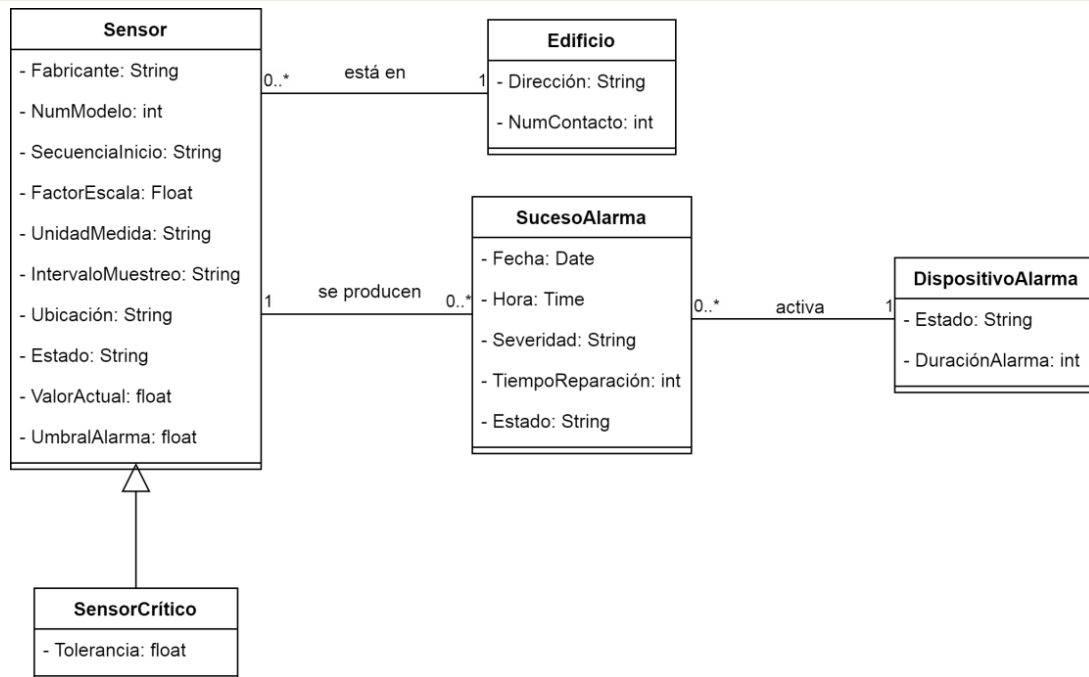 Sensor
- Fabricante: String
- NumModelo: int
- SecuenciaInicio: String
- FactorEscala: Float
- UnidadMedida: String
- IntervaloMuestreo: String
- Ubicación: String
- Estado: String
- ValorActual: float
- UmbralAlarma: float
0..* está en 1
Edificio
- Dirección: String
- NumContacto: int
1 se producen 0..*
SucesoAlarma
- Fecha: Date
- Hora: Time
- Severidad: String
- TiempoReparación: int
- Estado: String
0..* activa 1
DispositivoAlarma
- Estado: String
- DuraciónAlarma: int
SensorCrítico
- Tolerancia: float